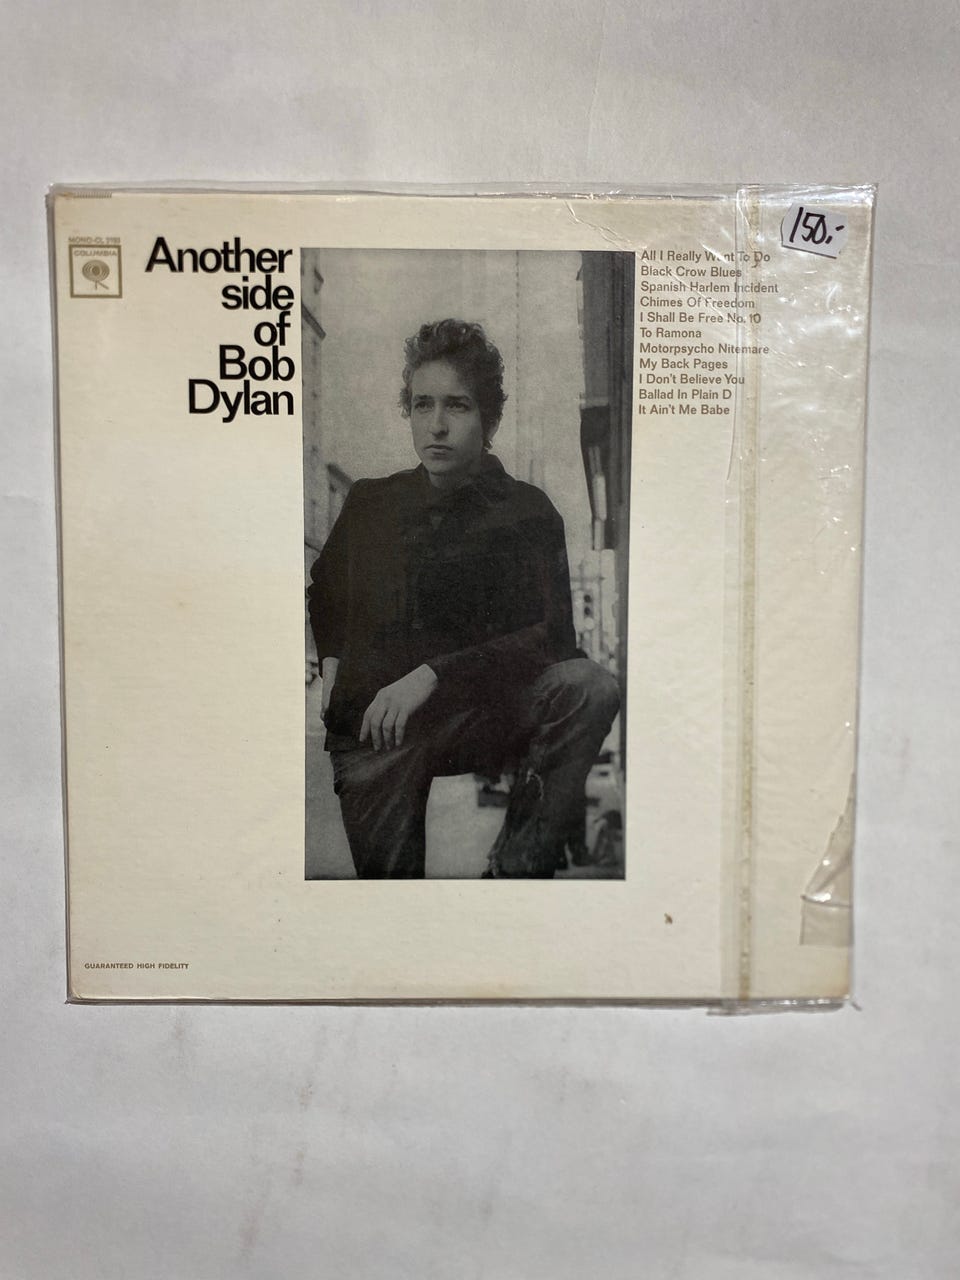 MONO-CL 2193
COLUMBIA
Another
side
of
Bob
Dylan
150.-
All I Really Want To Do
Black Crow Blues
Spanish Harlem Incident
Chimes Of Freedom
I Shall Be Free No. 10
To Ramona
Motorpsycho Nitemare
My Back Pages
I Don't Believe You
Ballad In Plain D
It Ain't Me Babe
GUARANTEED HIGH FIDELITY